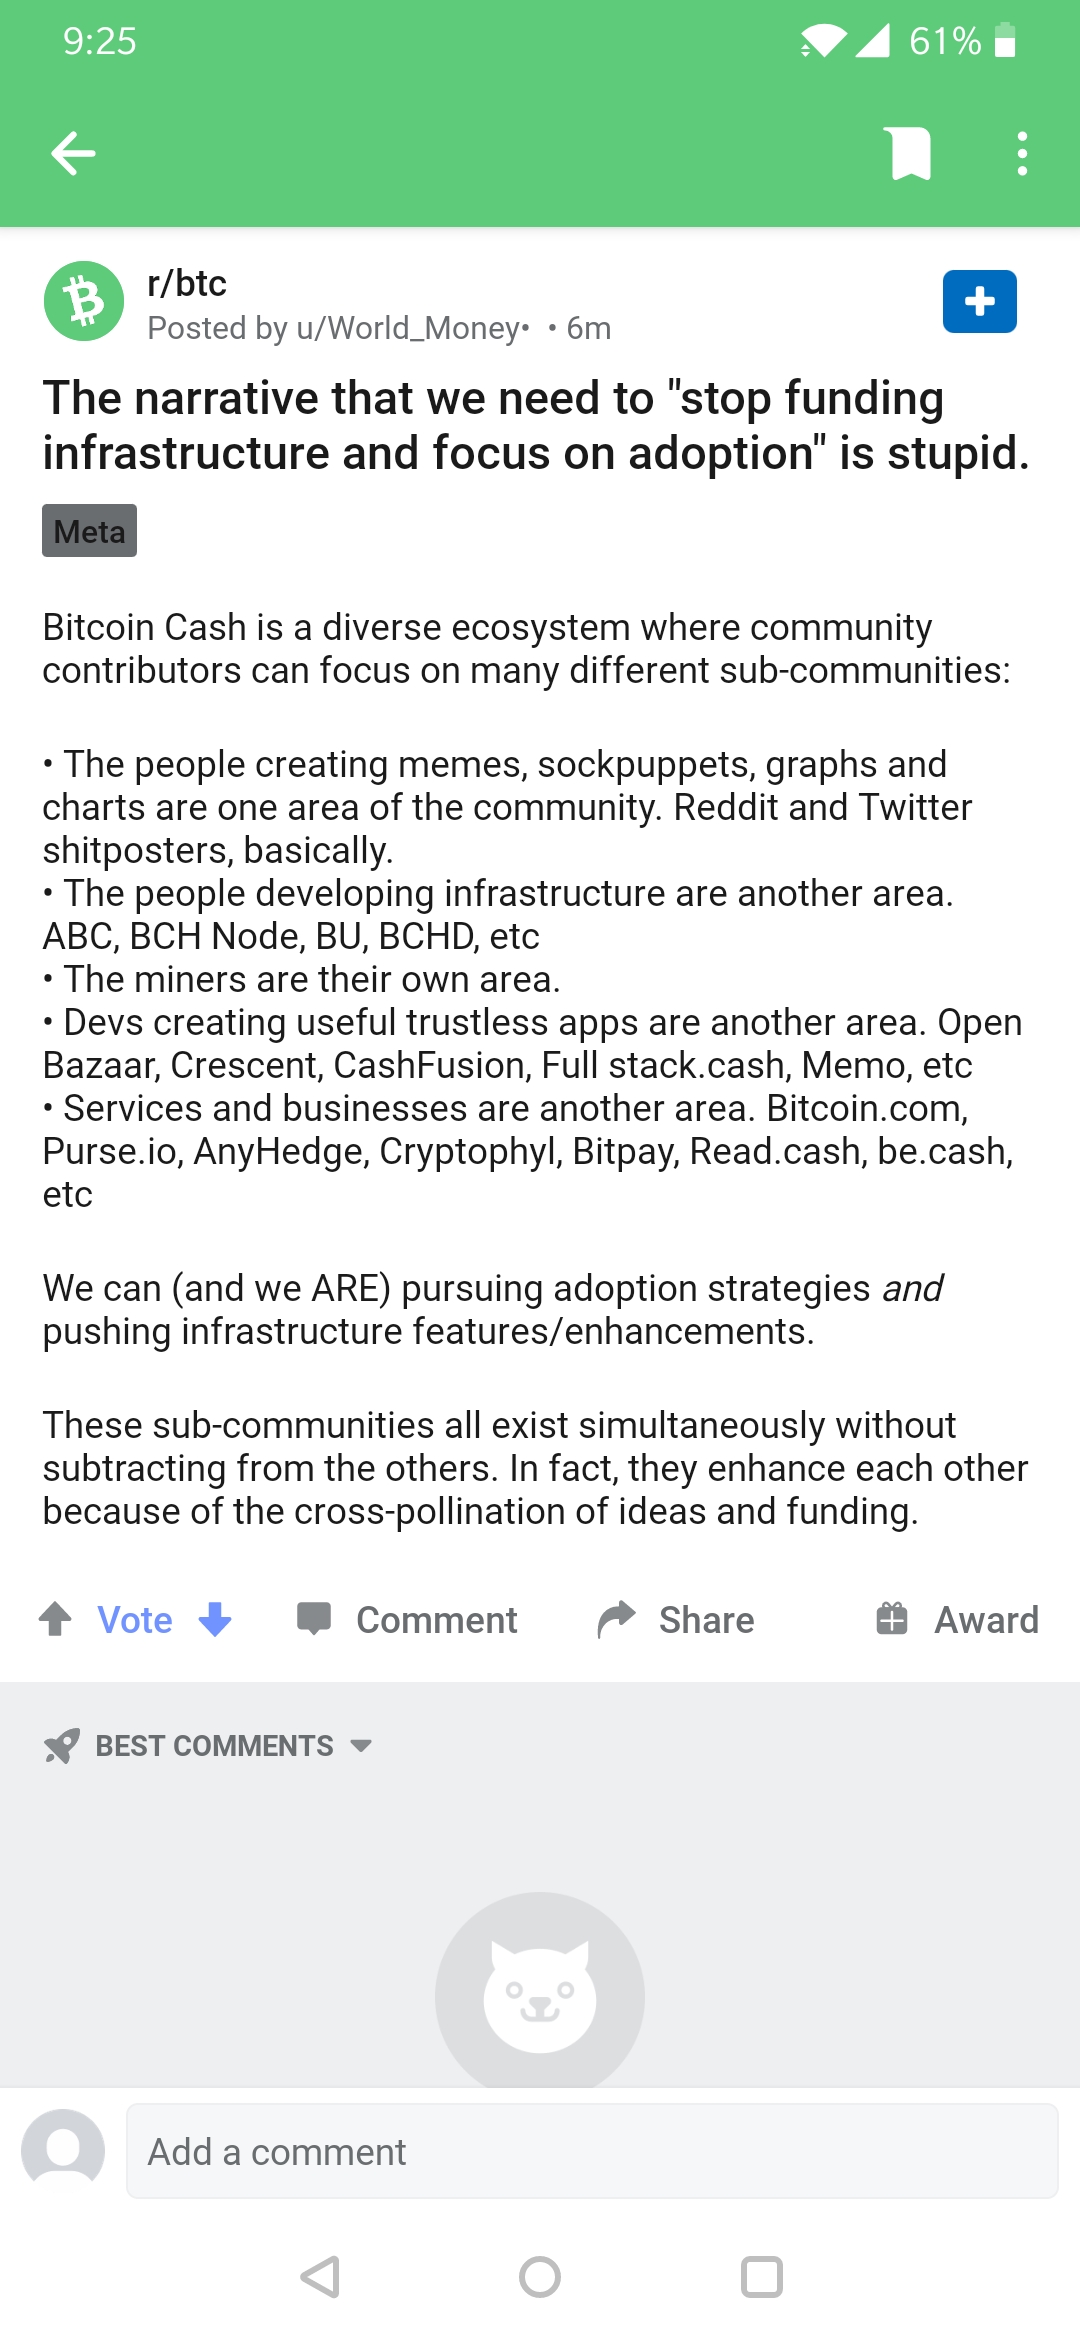 9:25
61%
r/btc
Posted by u/World_Money• • 6m
The narrative that we need to "stop funding
infrastructure and focus on adoption" is stupid.
Meta
Bitcoin Cash is a diverse ecosystem where community
contributors can focus on many different sub-communities:
• The people creating memes, sockpuppets, graphs and
charts are one area of the community. Reddit and Twitter
shitposters, basically.
• The people developing infrastructure are another area.
ABC, BCH Node, BU, BCHD, etc
• The miners are their own area.
• Devs creating useful trustless apps are another area. Open
Bazaar, Crescent, CashFusion, Full stack.cash, Memo, etc
• Services and businesses are another area. Bitcoin.com,
Purse.io, AnyHedge, Cryptophyl, Bitpay, Read.cash, be.cash,
etc
We can (and we ARE) pursuing adoption strategies and
pushing infrastructure features/enhancements.
These sub-communities all exist simultaneously without
subtracting from the others. In fact, they enhance each other
because of the cross-pollination of ideas and funding.
Vote Comment Share Award
BEST COMMENTS
Add a comment